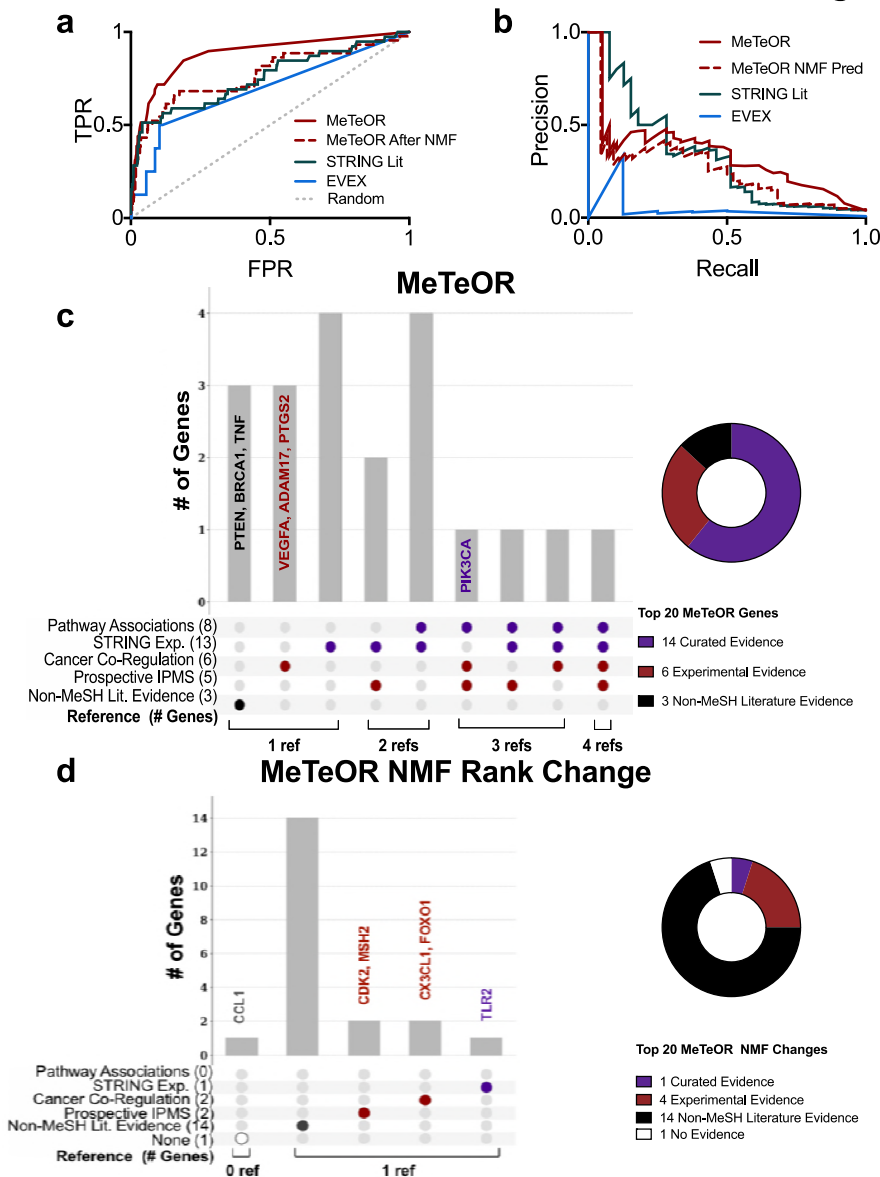 a
1
TPR
0.5
0
0
0.5
1
FPR
MeTeOR
MeTeOR After NMF
STRING Lit
EVEX
Random
b
1.0
Precision
0.5
0.0
0.0
0.5
1.0
Recall
MeTeOR
MeTeOR NMF Pred
STRING Lit
EVEX
MeTeOR
c
# of Genes
4
3
2
1
0
PTEN, BRCA1, TNF
VEGFA, ADAM17, PTGS2
PIK3CA
Pathway Associations (8)
STRING Exp. (13)
Cancer Co-Regulation (6)
Prospective IPMS (5)
Non-MeSH Lit. Evidence (3)
Reference (# Genes)
1 ref
2 refs
3 refs
4 refs
Top 20 MeTeOR Genes
14 Curated Evidence
6 Experimental Evidence
3 Non-MeSH Literature Evidence
d
MeTeOR NMF Rank Change
# of Genes
14
12
10
8
6
4
2
0
CCL1
CDK2, MSH2
CX3CL1, FOXO1
TLR2
Pathway Associations (0)
STRING Exp. (1)
Cancer Co-Regulation (2)
Prospective IPMS (2)
Non-MeSH Lit. Evidence (14)
None (1)
Reference (# Genes)
0 ref
1 ref
Top 20 MeTeOR NMF Changes
1 Curated Evidence
4 Experimental Evidence
14 Non-MeSH Literature Evidence
1 No Evidence